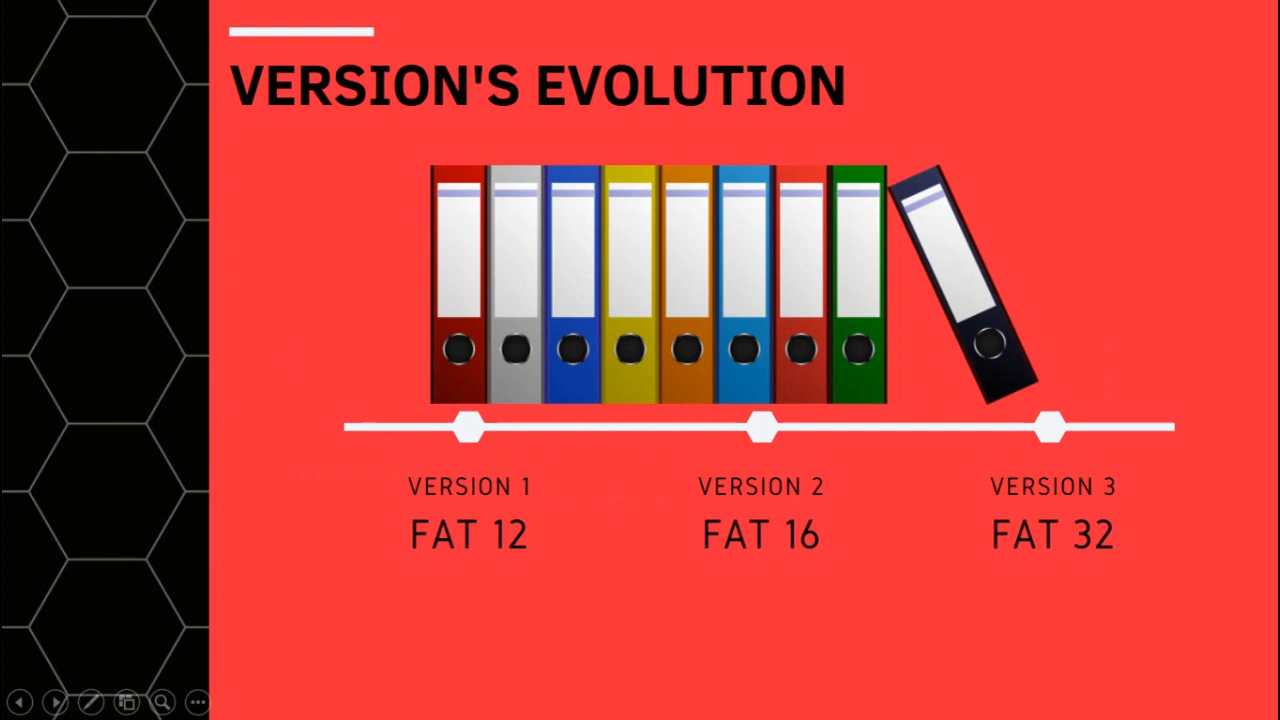 VERSION'S EVOLUTION
VERSION 1
FAT 12
VERSION 2
FAT 16
VERSION 3
FAT 32